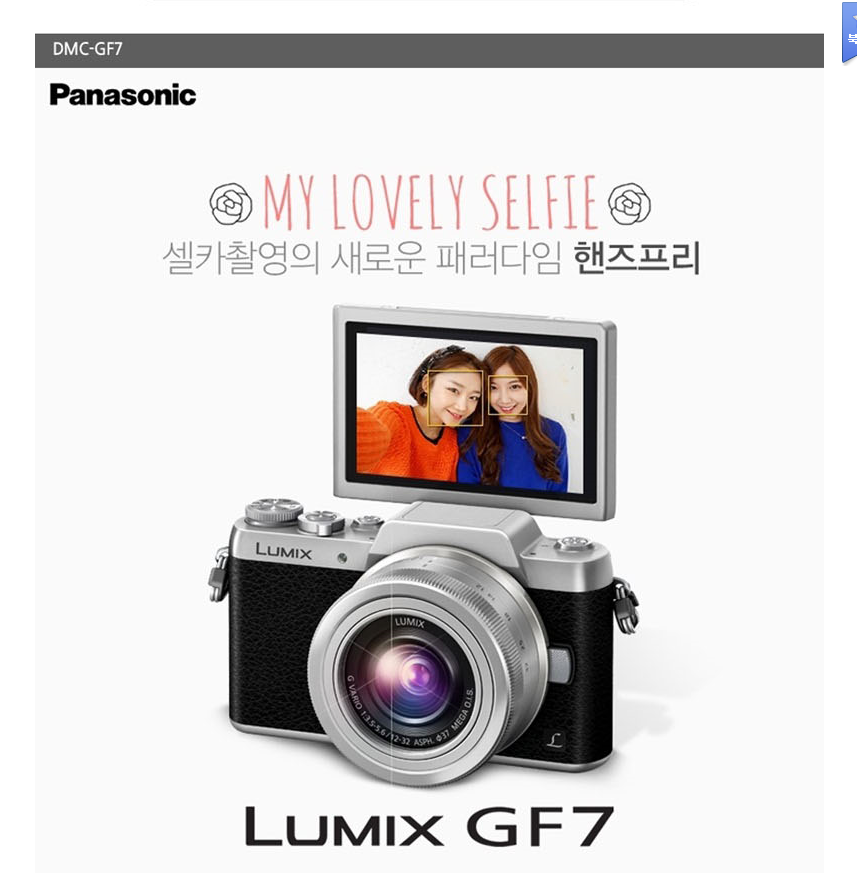 DMC-GF7
Panasonic
MY LOVELY SELFIE
셀카촬영의 새로운 패러다임 핸즈프리
LUMIX
LUMIX
G VARIO 1:3.5-5.6/12-32 ASPH. Φ37 MEGA O.I.S.
L
LUMIX GF7